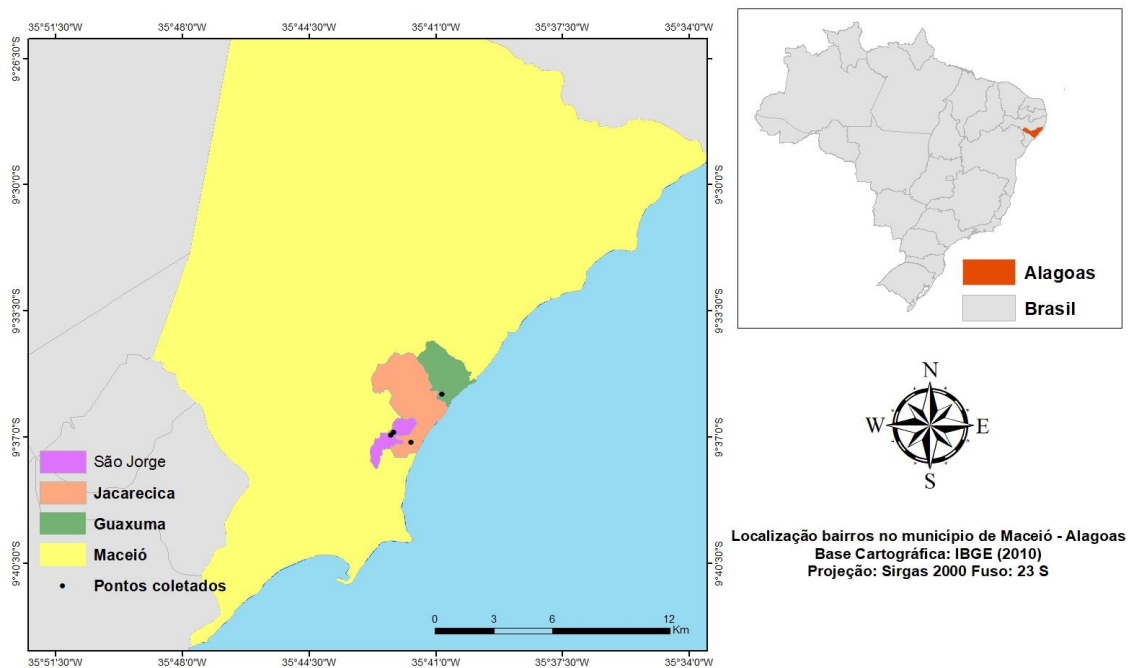 35°51'30"W 35°48'0"W 35°44'30"W 35°41'0"W 35°37'30"W 35°34'0"W
9°26'30"S
9°30'0"S
9°33'30"S
9°37'0"S
9°40'30"S
9°26'30"S
9°30'0"S
9°33'30"S
9°37'0"S
9°40'30"S
São Jorge
Jacarecica
Guaxuma
Maceió
Pontos coletados
0 3 6 12
Km
35°51'30"W 35°48'0"W 35°44'30"W 35°41'0"W 35°37'30"W 35°34'0"W
Alagoas
Brasil
N
W E
S
Localização bairros no município de Maceió - Alagoas
Base Cartográfica: IBGE (2010)
Projeção: Sirgas 2000 Fuso: 23 S